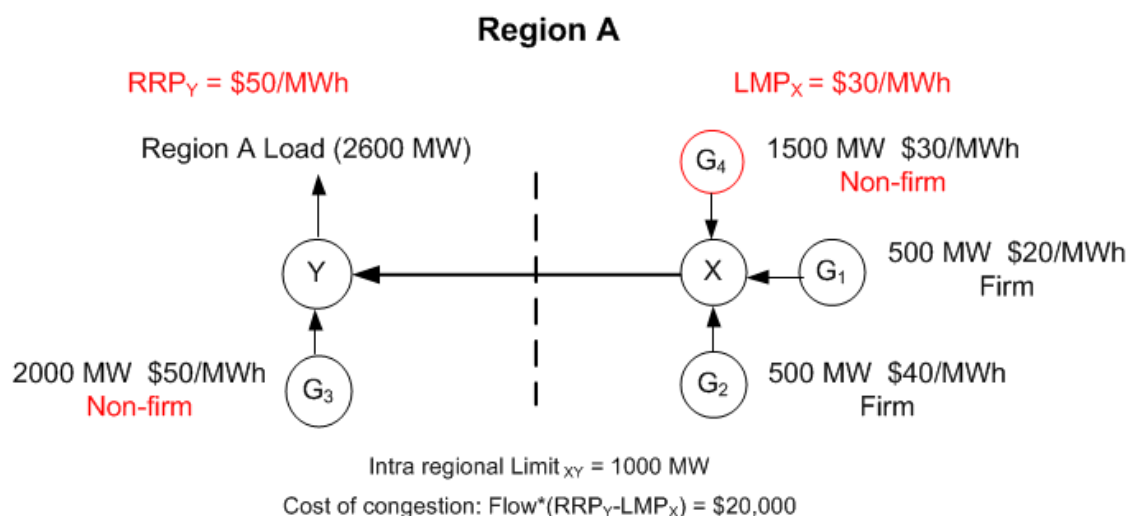 Region A
RRPY = $50/MWh
LMPX = $30/MWh
Region A Load (2600 MW)
G4
1500 MW $30/MWh
Non-firm
Y
X
G1
500 MW $20/MWh
Firm
2000 MW $50/MWh
Non-firm
G3
G2
500 MW $40/MWh
Firm
Intra regional Limit XY = 1000 MW
Cost of congestion: Flow*(RRPY-LMPX) = $20,000